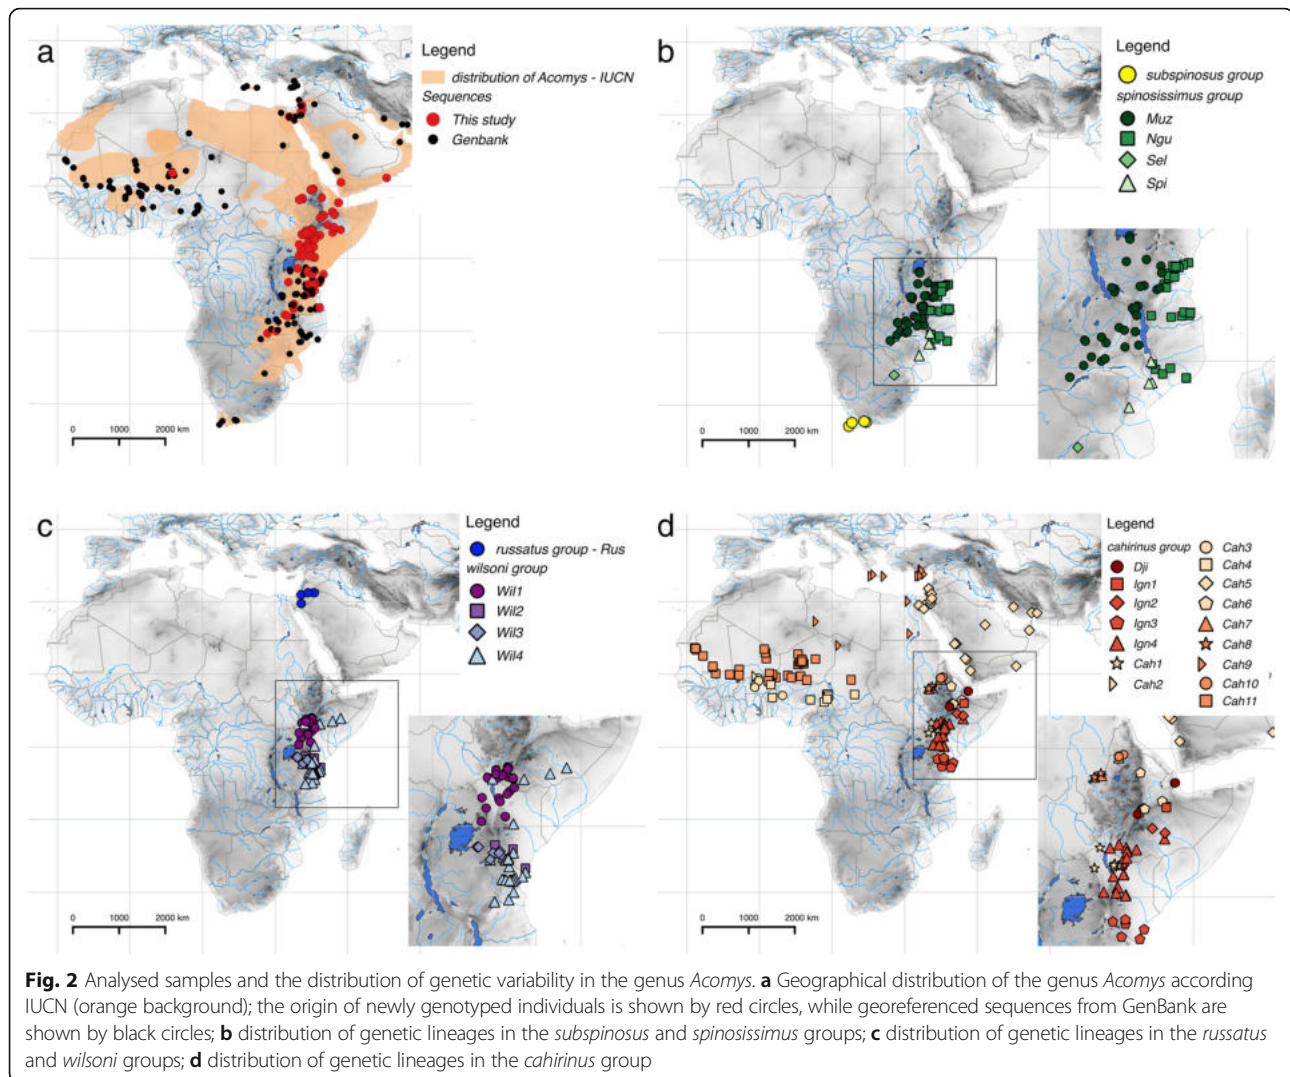 a
Legend
distribution of Acomys - IUCN
Sequences
This study
Genbank
0 1000 2000 km
b
Legend
subspinosus group
spinosissimus group
Muz
Ngu
Sel
Spi
0 1000 2000 km
c
Legend
russatus group - Rus
wilsoni group
Wil1
Wil2
Wil3
Wil4
0 1000 2000 km
d
Legend
cahirinus group
Dji
Ign1
Ign2
Ign3
Ign4
Cah1
Cah2
Cah3
Cah4
Cah5
Cah6
Cah7
Cah8
Cah9
Cah10
Cah11
0 1000 2000 km
Fig. 2 Analysed samples and the distribution of genetic variability in the genus Acomys. a Geographical distribution of the genus Acomys according
IUCN (orange background); the origin of newly genotyped individuals is shown by red circles, while georeferenced sequences from GenBank are
shown by black circles; b distribution of genetic lineages in the subspinosus and spinosissimus groups; c distribution of genetic lineages in the russatus
and wilsoni groups; d distribution of genetic lineages in the cahirinus group